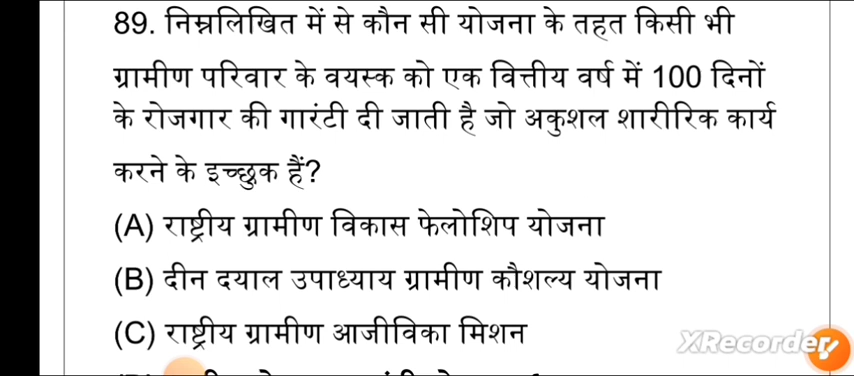 89. निम्नलिखित में से कौन सी योजना के तहत किसी भी
ग्रामीण परिवार के वयस्क को एक वित्तीय वर्ष में 100 दिनों
के रोजगार की गारंटी दी जाती है जो अकुशल शारीरिक कार्य
करने के इच्छुक हैं?
(A) राष्ट्रीय ग्रामीण विकास फेलोशिप योजना
(B) दीन दयाल उपाध्याय ग्रामीण कौशल्य योजना
(C) राष्ट्रीय ग्रामीण आजीविका मिशन
XRecorder